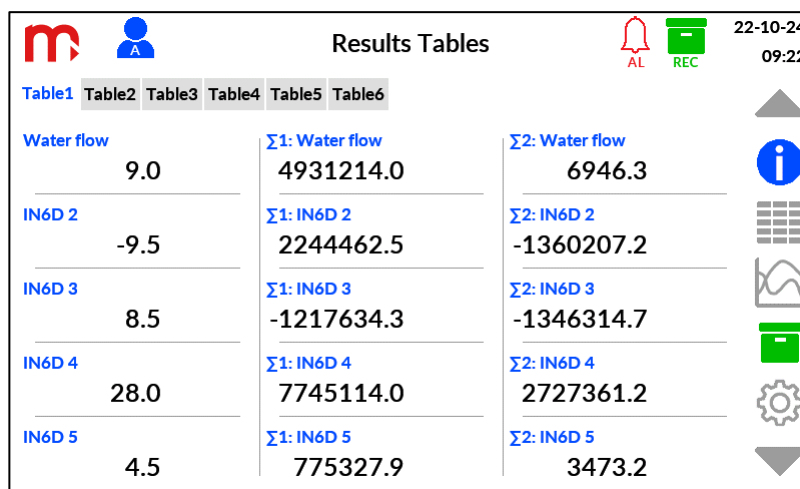 m
A
Results Tables
AL
REC
22-10-24
09:22
Table1 Table2 Table3 Table4 Table5 Table6
Water flow ∑1: Water flow ∑2: Water flow
9.0 4931214.0 6946.3
IN6D 2 ∑1: IN6D 2 ∑2: IN6D 2
-9.5 2244462.5 -1360207.2
IN6D 3 ∑1: IN6D 3 ∑2: IN6D 3
8.5 -1217634.3 -1346314.7
IN6D 4 ∑1: IN6D 4 ∑2: IN6D 4
28.0 7745114.0 2727361.2
IN6D 5 ∑1: IN6D 5 ∑2: IN6D 5
4.5 775327.9 3473.2